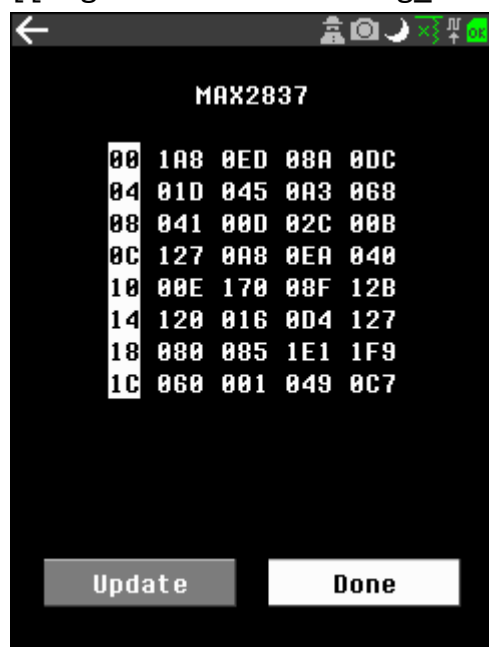 OK
MAX2837
00 1A8 0ED 08A 0DC
04 01D 045 0A3 068
08 041 00D 02C 00B
0C 127 0A8 0EA 040
10 00E 170 08F 12B
14 120 016 0D4 127
18 080 085 1E1 1F9
1C 060 001 049 0C7
Update Done